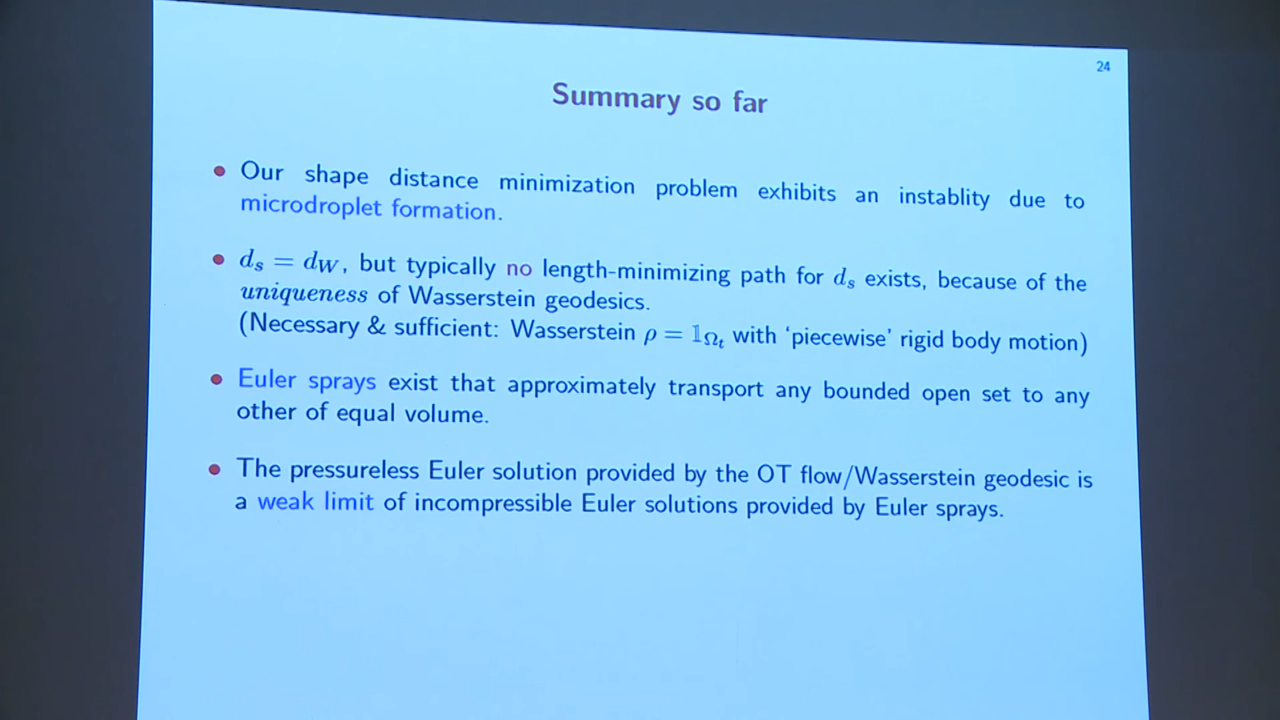 24
Summary so far
• Our shape distance minimization problem exhibits an instablity due to
microdroplet formation.
• dₛ = d_W, but typically no length-minimizing path for dₛ exists, because of the
uniqueness of Wasserstein geodesics.
(Necessary & sufficient: Wasserstein ρ = 𝟙_Ωₜ with ‘piecewise’ rigid body motion)
• Euler sprays exist that approximately transport any bounded open set to any
other of equal volume.
• The pressureless Euler solution provided by the OT flow/Wasserstein geodesic is
a weak limit of incompressible Euler solutions provided by Euler sprays.